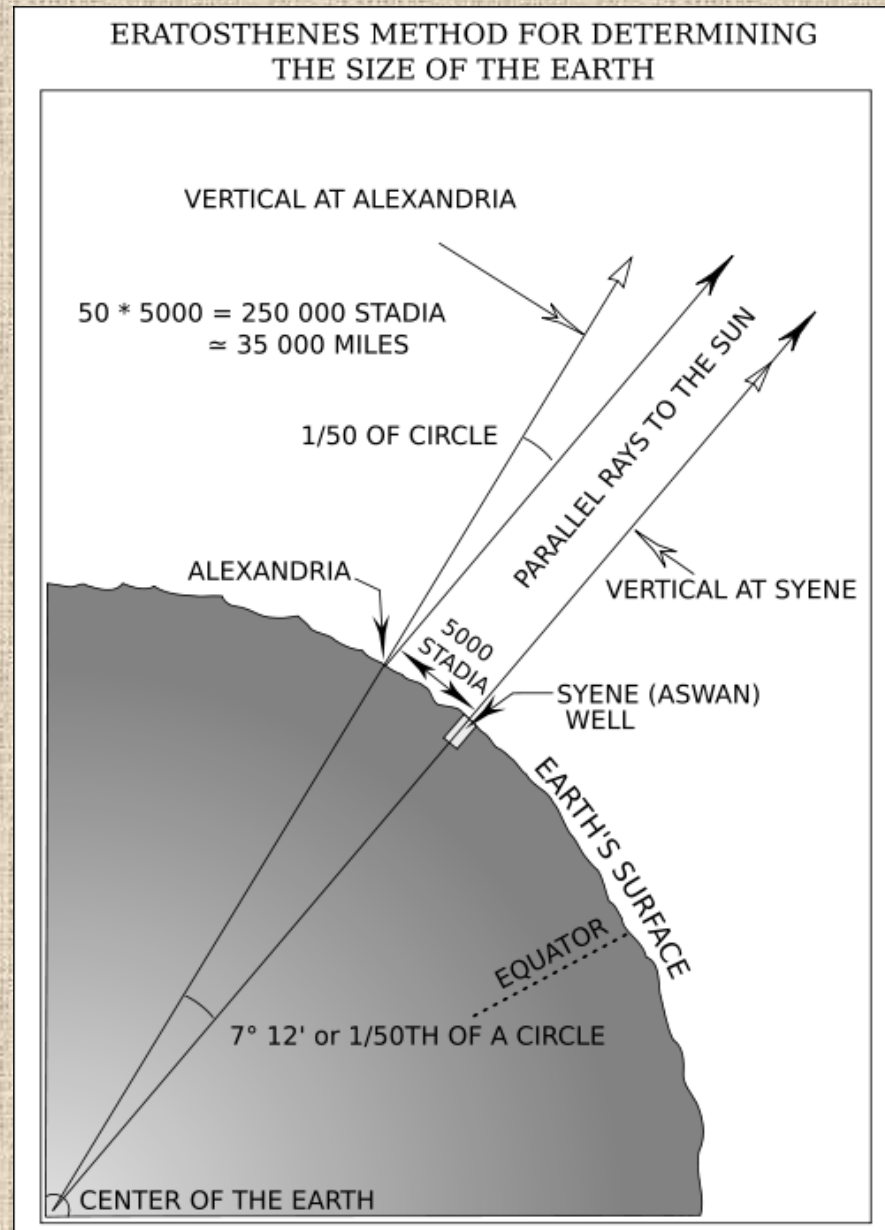 ERATOSTHENES METHOD FOR DETERMINING
THE SIZE OF THE EARTH
VERTICAL AT ALEXANDRIA
50 * 5000 = 250 000 STADIA
≃ 35 000 MILES
1/50 OF CIRCLE
PARALLEL RAYS TO THE SUN
ALEXANDRIA
VERTICAL AT SYENE
5000
STADIA
SYENE (ASWAN)
WELL
EARTH'S SURFACE
EQUATOR
7° 12' or 1/50TH OF A CIRCLE
CENTER OF THE EARTH